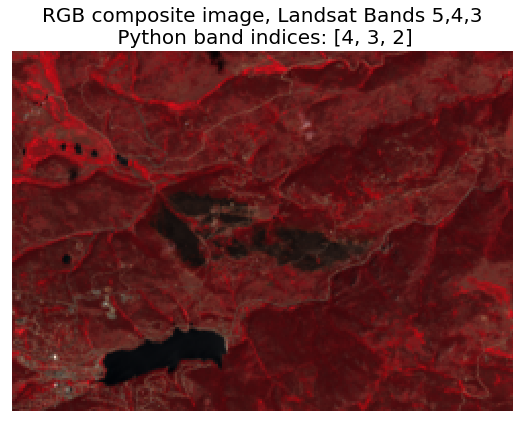 RGB composite image, Landsat Bands 5,4,3
Python band indices: [4, 3, 2]